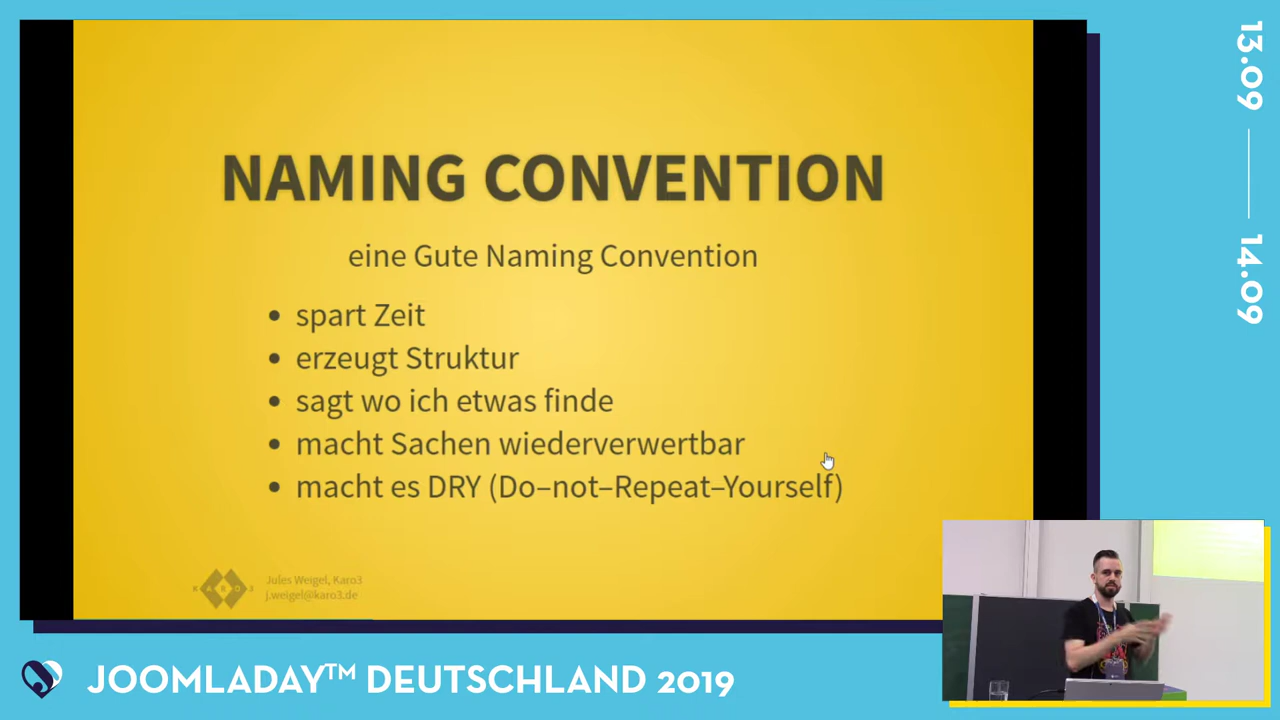 NAMING CONVENTION
eine Gute Naming Convention
• spart Zeit
• erzeugt Struktur
• sagt wo ich etwas finde
• macht Sachen wiederverwertbar
• macht es DRY (Do–not–Repeat–Yourself)
KARO3
Jules Weigel, Karo3
j.weigel@karo3.de
13.09
14.09
JOOMLADAY™ DEUTSCHLAND 2019